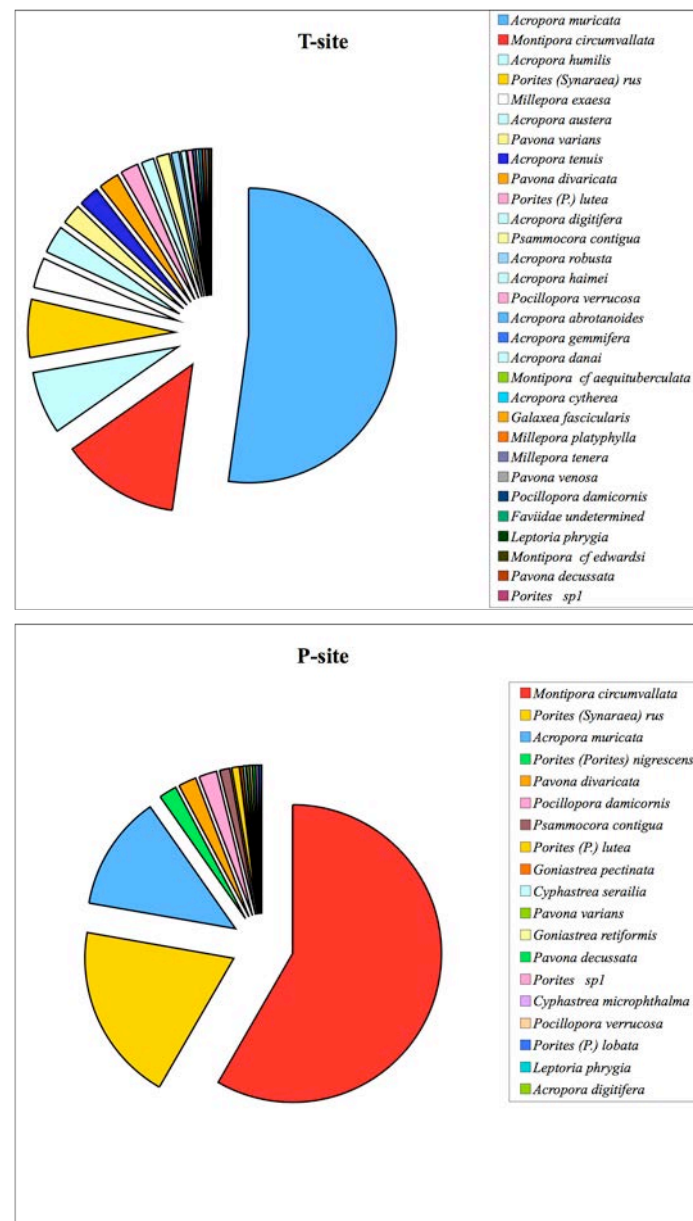 T-site
Acropora muricata
Montipora circumvallata
Acropora humilis
Porites (Synaraea) rus
Millepora exaesa
Acropora austera
Pavona varians
Acropora tenuis
Pavona divaricata
Porites (P.) lutea
Acropora digitifera
Psammocora contigua
Acropora robusta
Acropora haimei
Pocillopora verrucosa
Acropora abrotanoides
Acropora gemmifera
Acropora danai
Montipora cf aequituberculata
Acropora cytherea
Galaxea fascicularis
Millepora platyphylla
Millepora tenera
Pavona venosa
Pocillopora damicornis
Faviidae undetermined
Leptoria phrygia
Montipora cf edwardsi
Pavona decussata
Porites sp1
P-site
Montipora circumvallata
Porites (Synaraea) rus
Acropora muricata
Porites (Porites) nigrescens
Pavona divaricata
Pocillopora damicornis
Psammocora contigua
Porites (P.) lutea
Goniastrea pectinata
Cyphastrea serailia
Pavona varians
Goniastrea retiformis
Pavona decussata
Porites sp1
Cyphastrea microphthalma
Pocillopora verrucosa
Porites (P.) lobata
Leptoria phrygia
Acropora digitifera